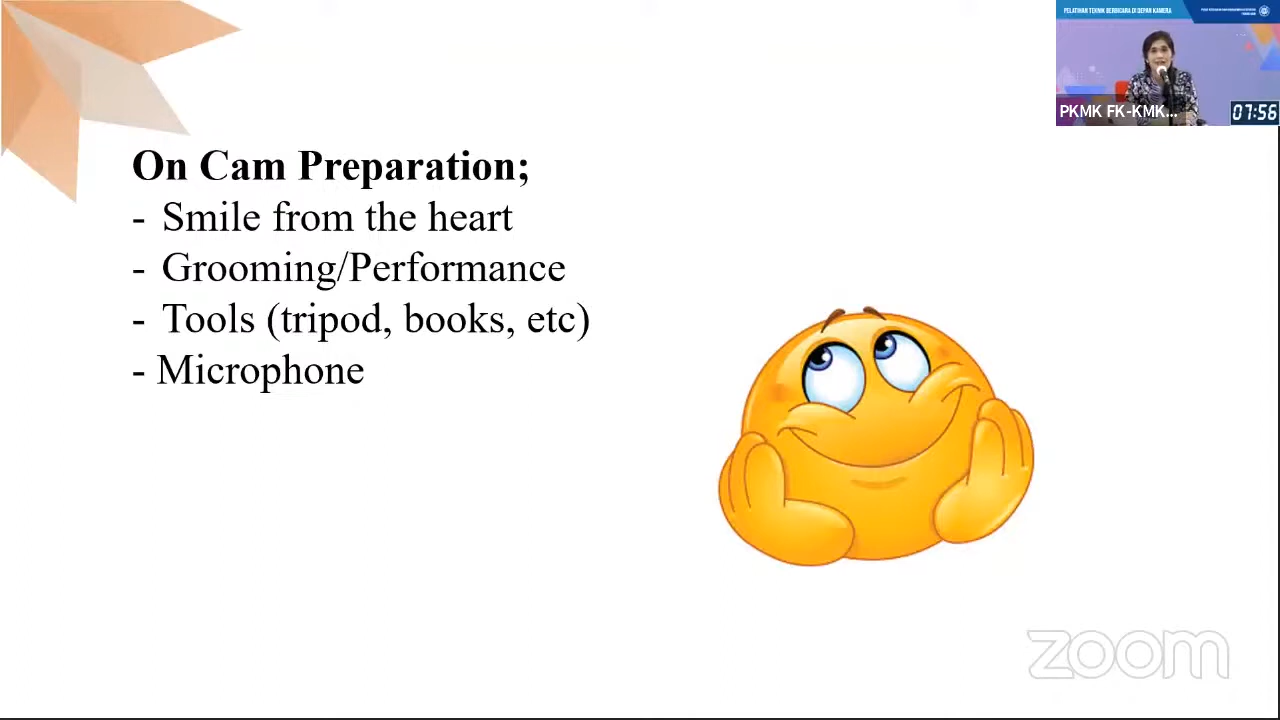 On Cam Preparation;
- Smile from the heart
- Grooming/Performance
- Tools (tripod, books, etc)
- Microphone
PELATIHAN TEKNIK BERBICARA DI DEPAN KAMERA
PKMK FK-KMK...
07:56
zoom